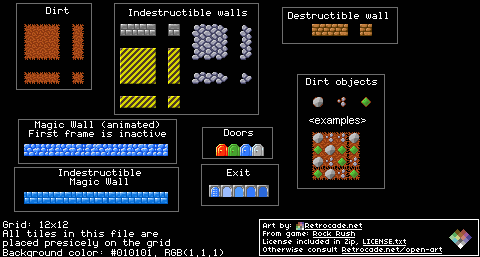 Dirt
Indestructible walls
Destructible wall
Dirt objects
<examples>
Magic Wall (animated)
First frame is inactive
Doors
Indestructible
Magic Wall
Exit
Grid: 12x12
All tiles in this file are
placed presicely on the grid
Background color: #010101, RGB(1,1,1)
Art by: Retrocade.net
From game: Rock Rush
License included in Zip, LICENSE.txt
Otherwise consult Retrocade.net/open-art